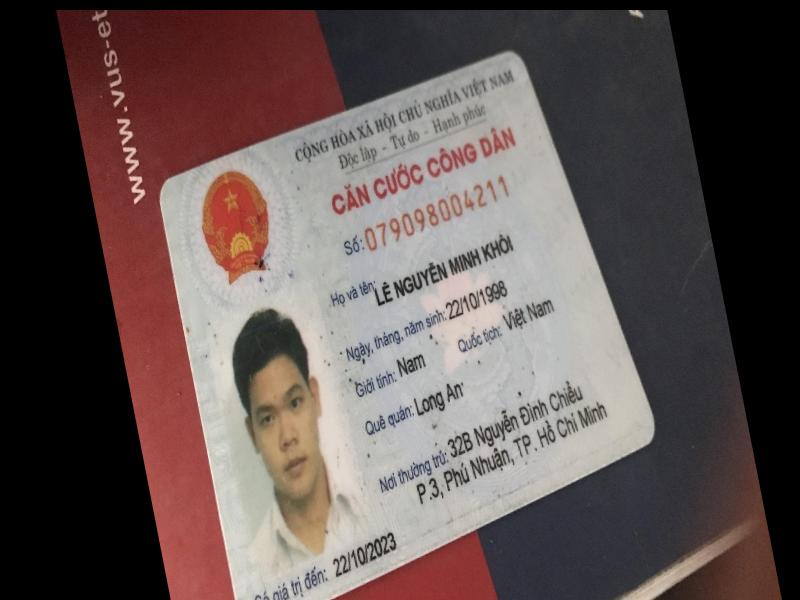 www.vus-et
CỘNG HÒA XÃ HỘI CHỦ NGHĨA VIỆT NAM
Độc lập - Tự do - Hạnh phúc
CĂN CƯỚC CÔNG DÂN
Số: 079098004211
Họ và tên: LÊ NGUYỄN MINH KHÔI
Ngày, tháng, năm sinh: 22/10/1998
Giới tính: Nam Quốc tịch: Việt Nam
Quê quán: Long An
Nơi thường trú: 32B Nguyễn Đình Chiểu
P.3, Phú Nhuận, TP. Hồ Chí Minh
Có giá trị đến: 22/10/2023